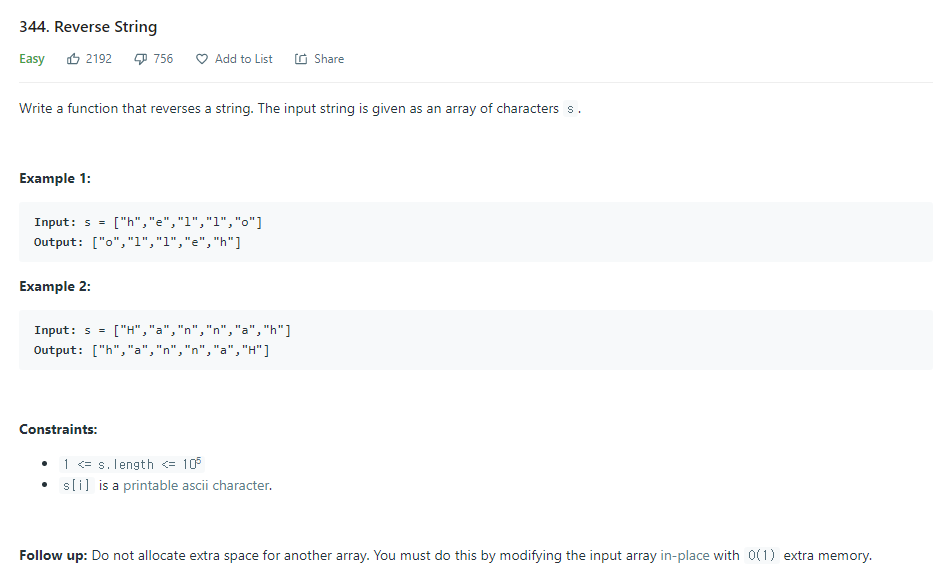 344. Reverse String
Easy 2192 756 Add to List Share
Write a function that reverses a string. The input string is given as an array of characters s.
Example 1:
Input: s = ["h","e","l","l","o"]
Output: ["o","l","l","e","h"]
Example 2:
Input: s = ["H","a","n","n","a","h"]
Output: ["h","a","n","n","a","H"]
Constraints:
• 1 <= s.length <= 10⁵
• s[i] is a printable ascii character.
Follow up: Do not allocate extra space for another array. You must do this by modifying the input array in-place with O(1) extra memory.